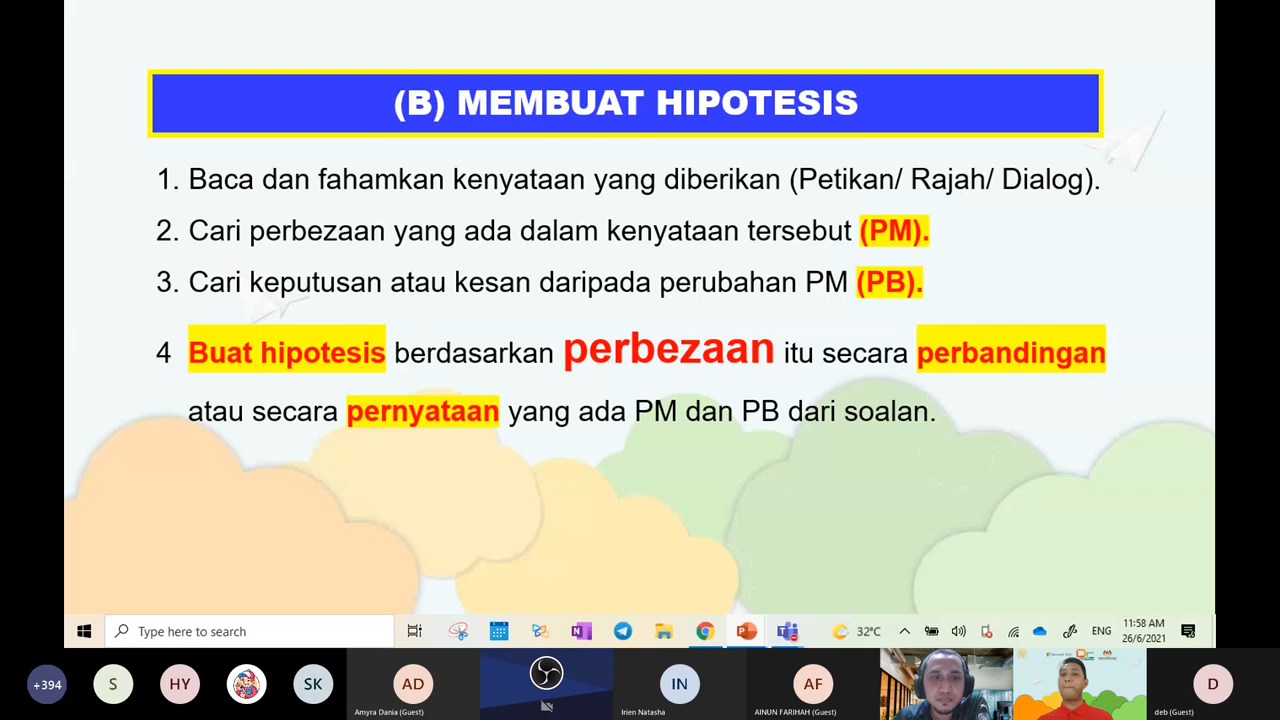 (B) MEMBUAT HIPOTESIS
1. Baca dan fahamkan kenyataan yang diberikan (Petikan/ Rajah/ Dialog).
2. Cari perbezaan yang ada dalam kenyataan tersebut (PM).
3. Cari keputusan atau kesan daripada perubahan PM (PB).
4 Buat hipotesis berdasarkan perbezaan itu secara perbandingan
atau secara pernyataan yang ada PM dan PB dari soalan.
Type here to search
32°C
ENG
11:58 AM
26/6/2021
+394
S
HY
SK
AD
Amyra Dania (Guest)
IN
Irien Natasha
AF
AINUN FARIHAH (Guest)
D
deb (Guest)